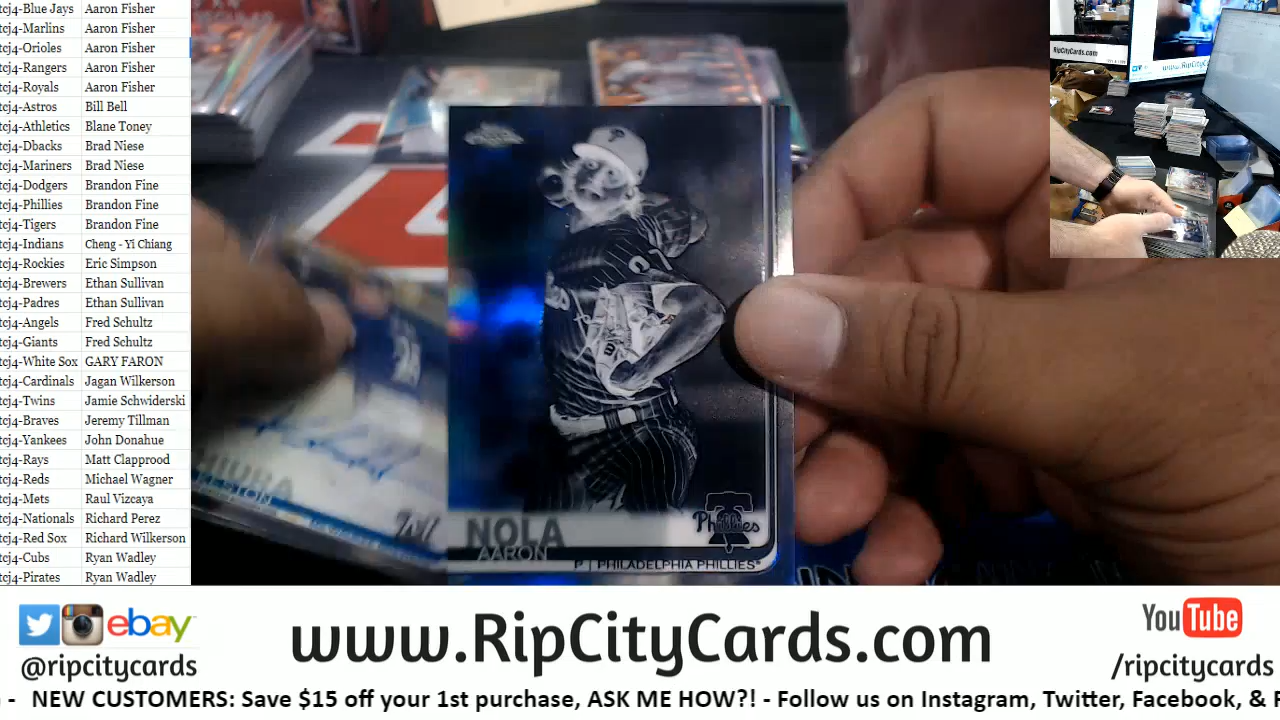 tcj4-Blue Jays Aaron Fisher
tcj4-Marlins Aaron Fisher
tcj4-Orioles Aaron Fisher
tcj4-Rangers Aaron Fisher
tcj4-Royals Aaron Fisher
tcj4-Astros Bill Bell
tcj4-Athletics Blane Toney
tcj4-Dbacks Brad Niese
tcj4-Mariners Brad Niese
tcj4-Dodgers Brandon Fine
tcj4-Phillies Brandon Fine
tcj4-Tigers Brandon Fine
tcj4-Indians Cheng - Yi Chiang
tcj4-Rockies Eric Simpson
tcj4-Brewers Ethan Sullivan
tcj4-Padres Ethan Sullivan
tcj4-Angels Fred Schultz
tcj4-Giants Fred Schultz
tcj4-White Sox GARY FARON
tcj4-Cardinals Jagan Wilkerson
tcj4-Twins Jamie Schwiderski
tcj4-Braves Jeremy Tillman
tcj4-Yankees John Donahue
tcj4-Rays Matt Clapprood
tcj4-Reds Michael Wagner
tcj4-Mets Raul Vizcaya
tcj4-Nationals Richard Perez
tcj4-Red Sox Richard Wilkerson
tcj4-Cubs Ryan Wadley
tcj4-Pirates Ryan Wadley
RipCityCards.com
P
Phillies
NOLA
AARON
P | PHILADELPHIA PHILLIES
ebay
@ripcitycards
www.RipCityCards.com
YouTube
/ripcitycards
- NEW CUSTOMERS: Save $15 off your 1st purchase, ASK ME HOW?! - Follow us on Instagram, Twitter, Facebook, &